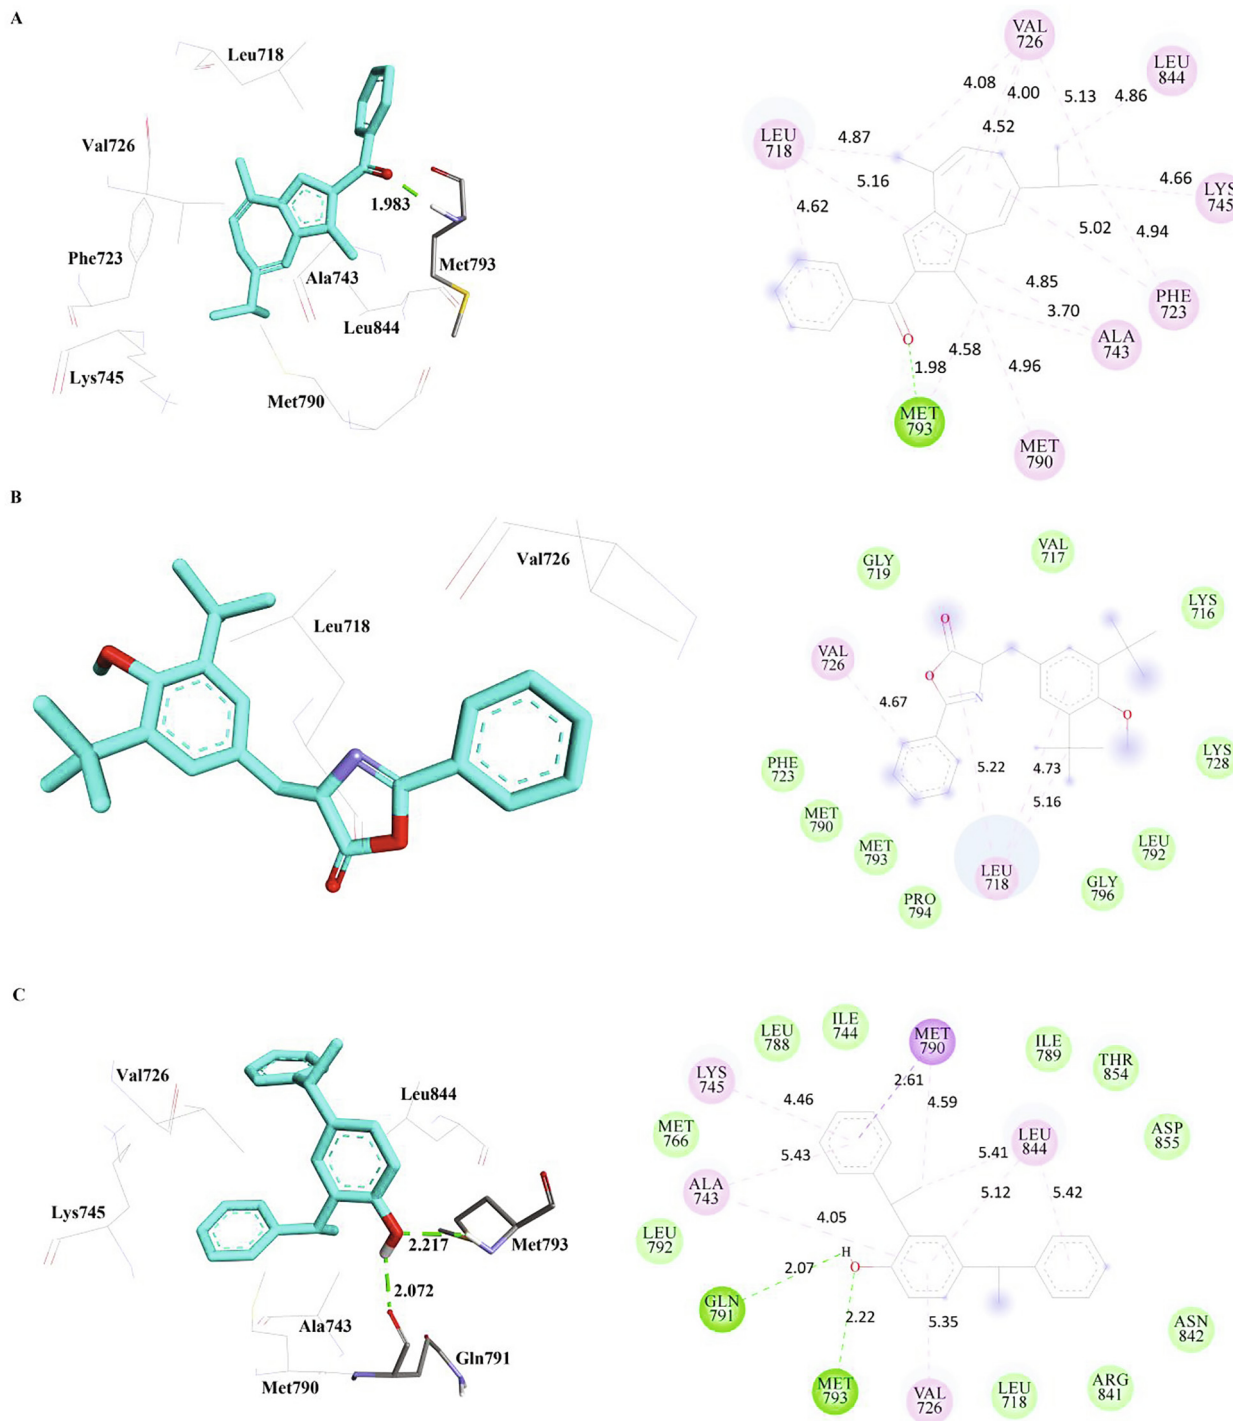 A
Leu718
Val726
1.983
Phe723
Ala743
Met793
Leu844
Lys745
Met790
VAL
726
LEU
844
4.08
4.00
5.13
4.86
LEU
718
4.87
4.52
5.16
4.66
LYS
745
4.62
5.02
4.94
4.85
PHE
723
3.70
ALA
743
O
4.58
1.98
4.96
MET
793
MET
790
B
Val726
Leu718
VAL
717
GLY
719
LYS
716
O
VAL
726
O
N
4.67
O
LYS
728
PHE
723
5.22
4.73
MET
790
5.16
MET
793
LEU
792
LEU
718
GLY
796
PRO
794
C
Val726
Leu844
Lys745
2.217
Met793
2.072
Ala743
Gln791
Met790
ILE
744
LEU
788
MET
790
ILE
789
THR
854
LYS
745
2.61
4.46
4.59
MET
766
LEU
844
ASP
855
5.43
5.41
ALA
743
5.12
5.42
4.05
LEU
792
H
2.07
O
GLN
791
2.22
5.35
ASN
842
MET
793
VAL
726
LEU
718
ARG
841